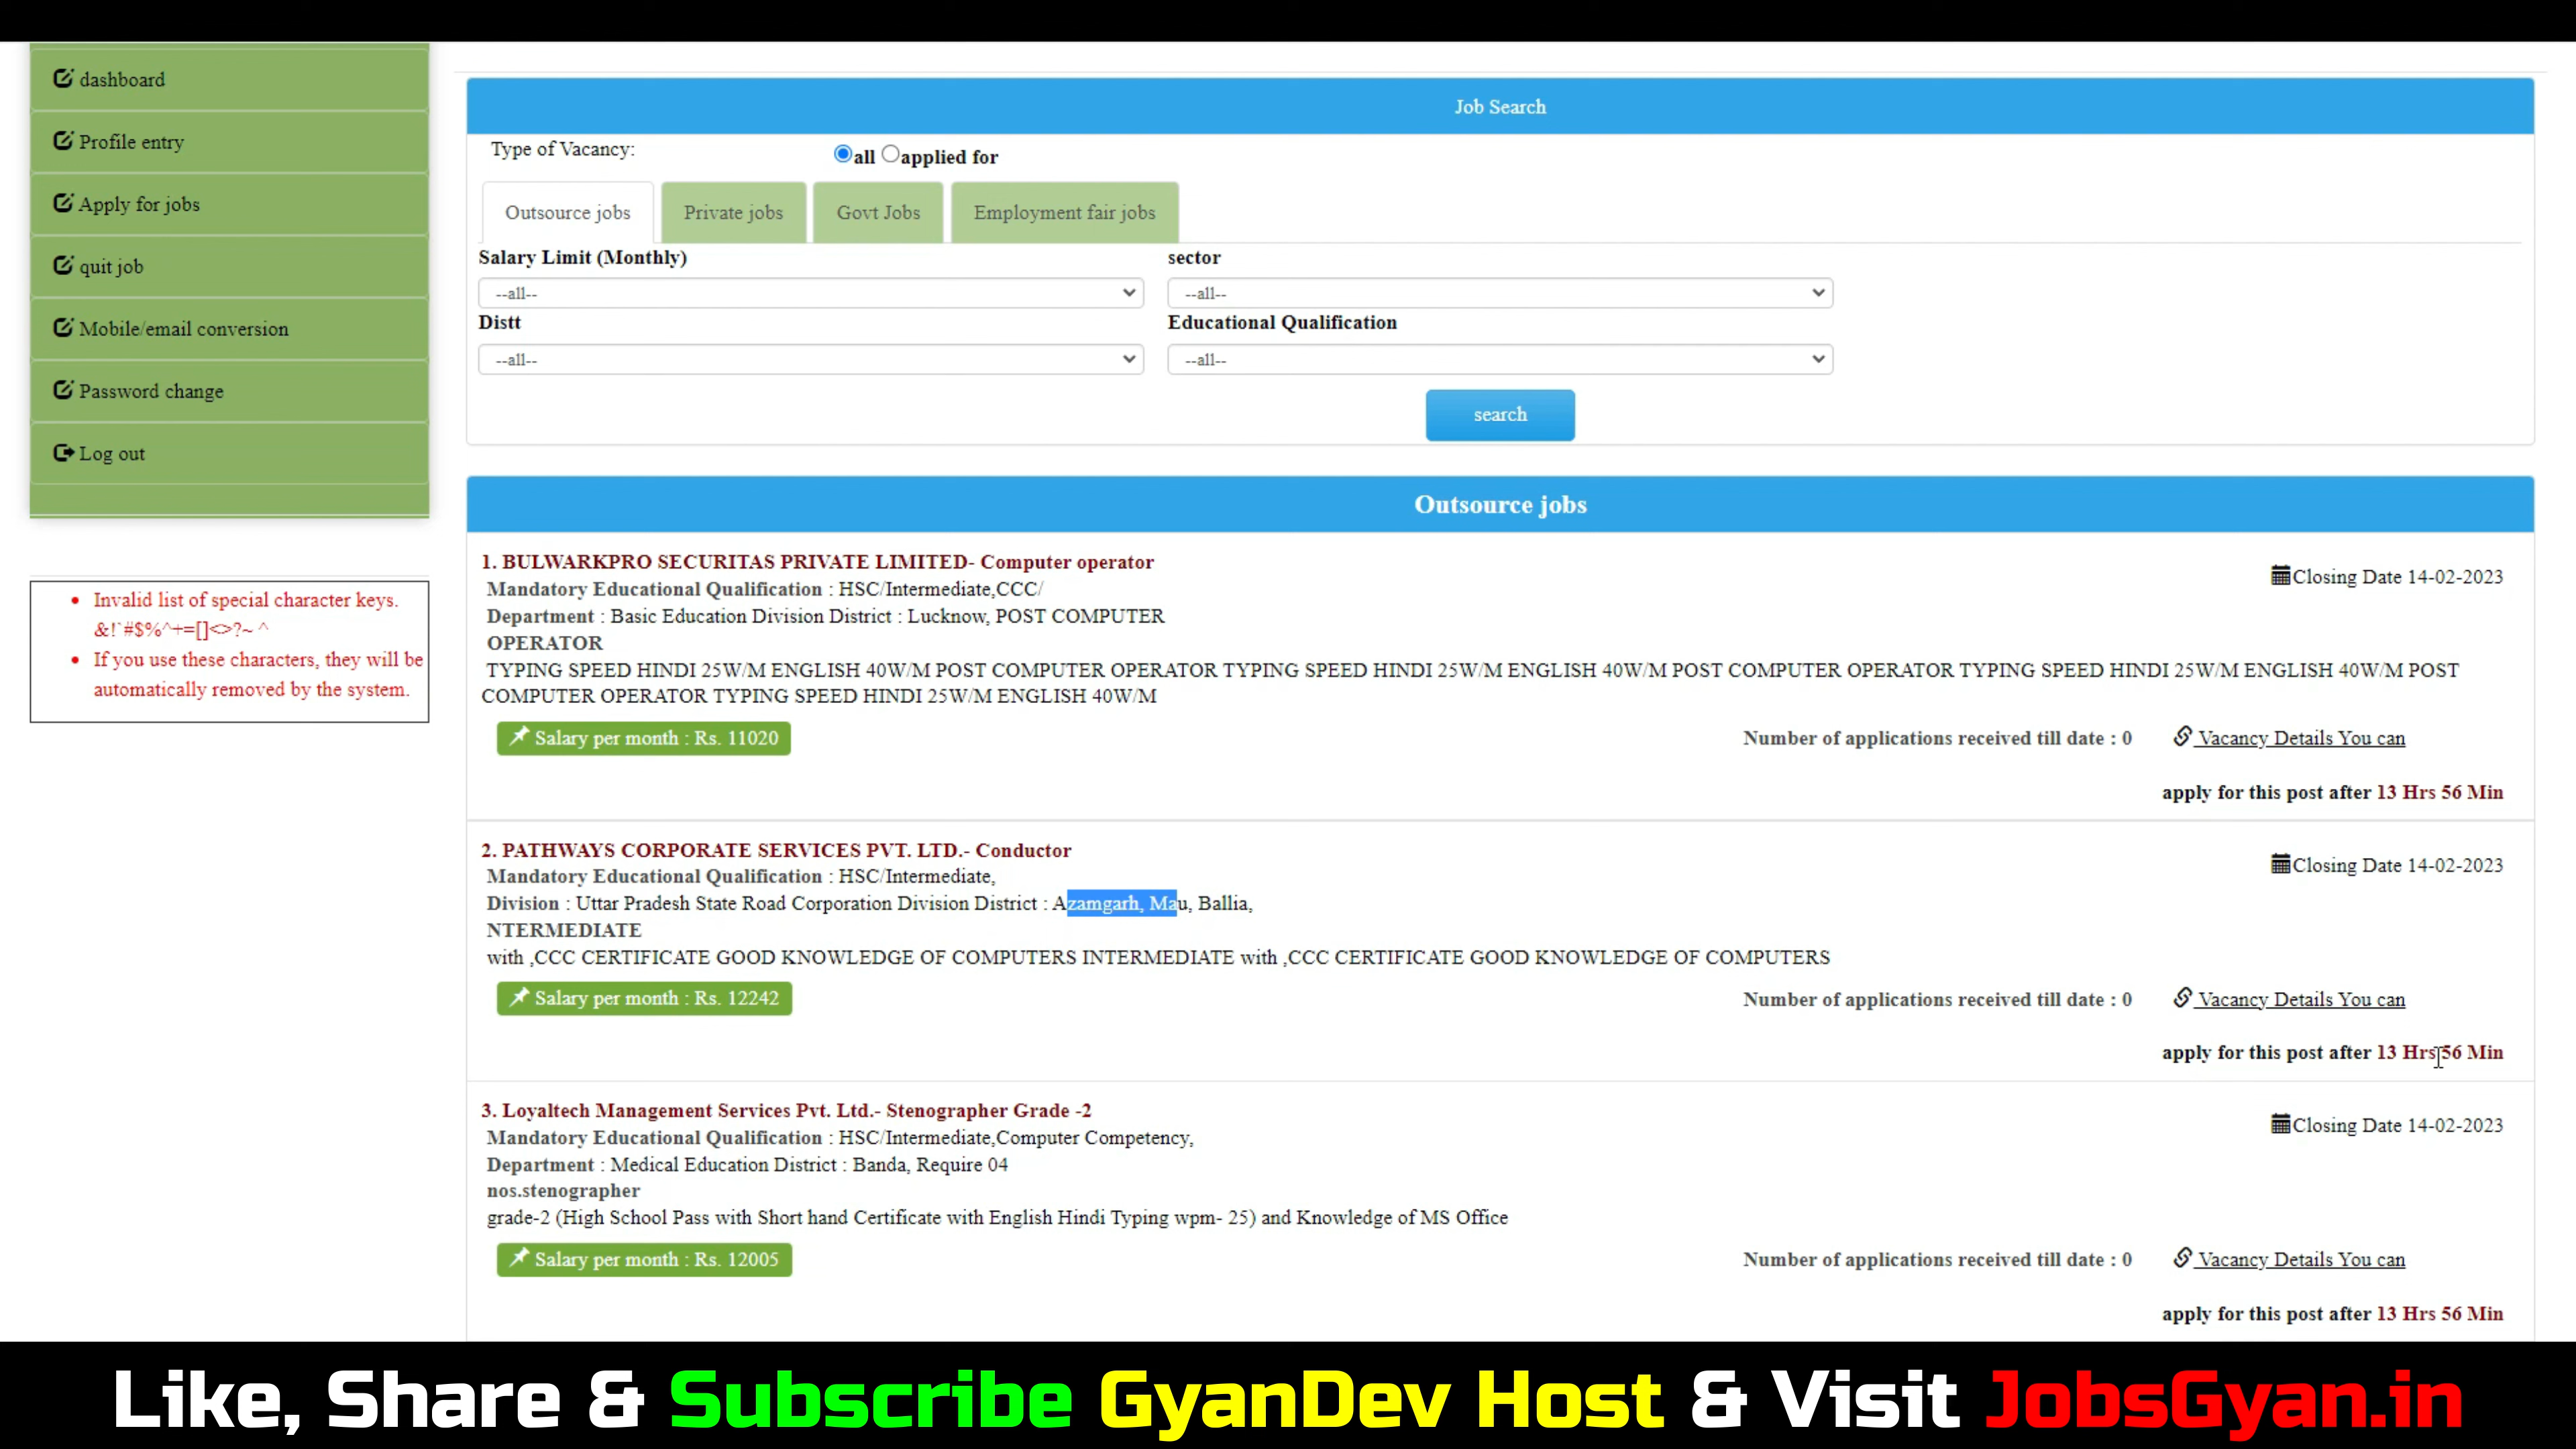 dashboard
Profile entry
Apply for jobs
quit job
Mobile/email conversion
Password change
Log out
Invalid list of special character keys.
&!`#$%^+=[]<>?~ ^
If you use these characters, they will be
automatically removed by the system.
Job Search
Type of Vacancy: all applied for
Outsource jobs Private jobs Govt Jobs Employment fair jobs
Salary Limit (Monthly) sector
--all-- --all--
Distt Educational Qualification
--all-- --all--
search
Outsource jobs
1. BULWARKPRO SECURITAS PRIVATE LIMITED- Computer operator
Closing Date 14-02-2023
Mandatory Educational Qualification : HSC/Intermediate,CCC/
Department : Basic Education Division District : Lucknow, POST COMPUTER
OPERATOR
TYPING SPEED HINDI 25W/M ENGLISH 40W/M POST COMPUTER OPERATOR TYPING SPEED HINDI 25W/M ENGLISH 40W/M POST COMPUTER OPERATOR TYPING SPEED HINDI 25W/M ENGLISH 40W/M POST
COMPUTER OPERATOR TYPING SPEED HINDI 25W/M ENGLISH 40W/M
Salary per month : Rs. 11020 Number of applications received till date : 0 Vacancy Details You can
apply for this post after 13 Hrs 56 Min
2. PATHWAYS CORPORATE SERVICES PVT. LTD.- Conductor
Closing Date 14-02-2023
Mandatory Educational Qualification : HSC/Intermediate,
Division : Uttar Pradesh State Road Corporation Division District : Azamgarh, Mau, Ballia,
NTERMEDIATE
with ,CCC CERTIFICATE GOOD KNOWLEDGE OF COMPUTERS INTERMEDIATE with ,CCC CERTIFICATE GOOD KNOWLEDGE OF COMPUTERS
Salary per month : Rs. 12242 Number of applications received till date : 0 Vacancy Details You can
apply for this post after 13 Hrs 56 Min
3. Loyaltech Management Services Pvt. Ltd.- Stenographer Grade -2
Closing Date 14-02-2023
Mandatory Educational Qualification : HSC/Intermediate,Computer Competency,
Department : Medical Education District : Banda, Require 04
nos.stenographer
grade-2 (High School Pass with Short hand Certificate with English Hindi Typing wpm- 25) and Knowledge of MS Office
Salary per month : Rs. 12005 Number of applications received till date : 0 Vacancy Details You can
apply for this post after 13 Hrs 56 Min
Like, Share & Subscribe GyanDev Host & Visit JobsGyan.in